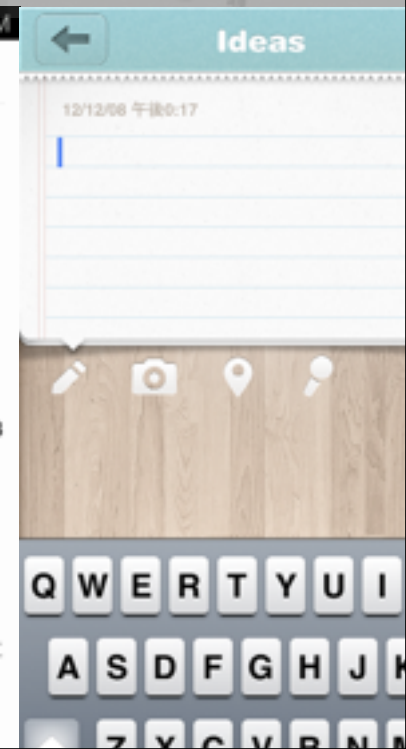 Ideas
12/12/08 午後0:17
Q W E R T Y U I
A S D F G H J K
Z X C V B N M